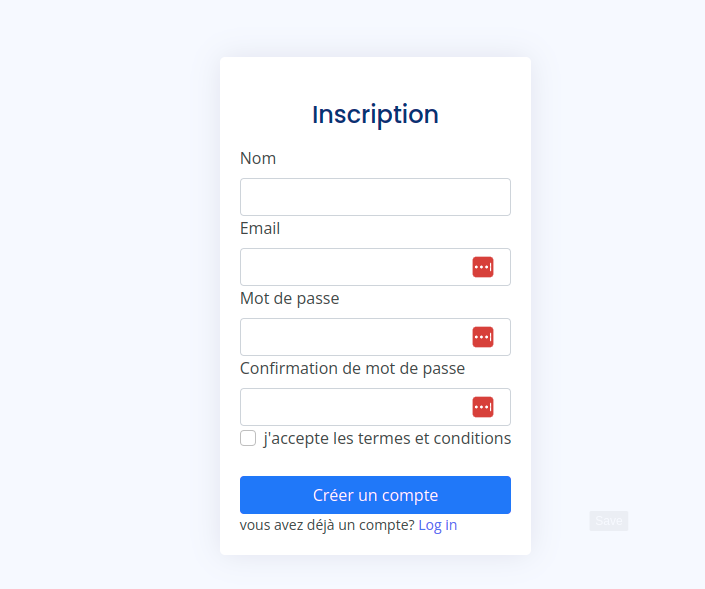 Inscription
Nom
Email
Mot de passe
Confirmation de mot de passe
j'accepte les termes et conditions
Créer un compte
vous avez déjà un compte? Log in
Save